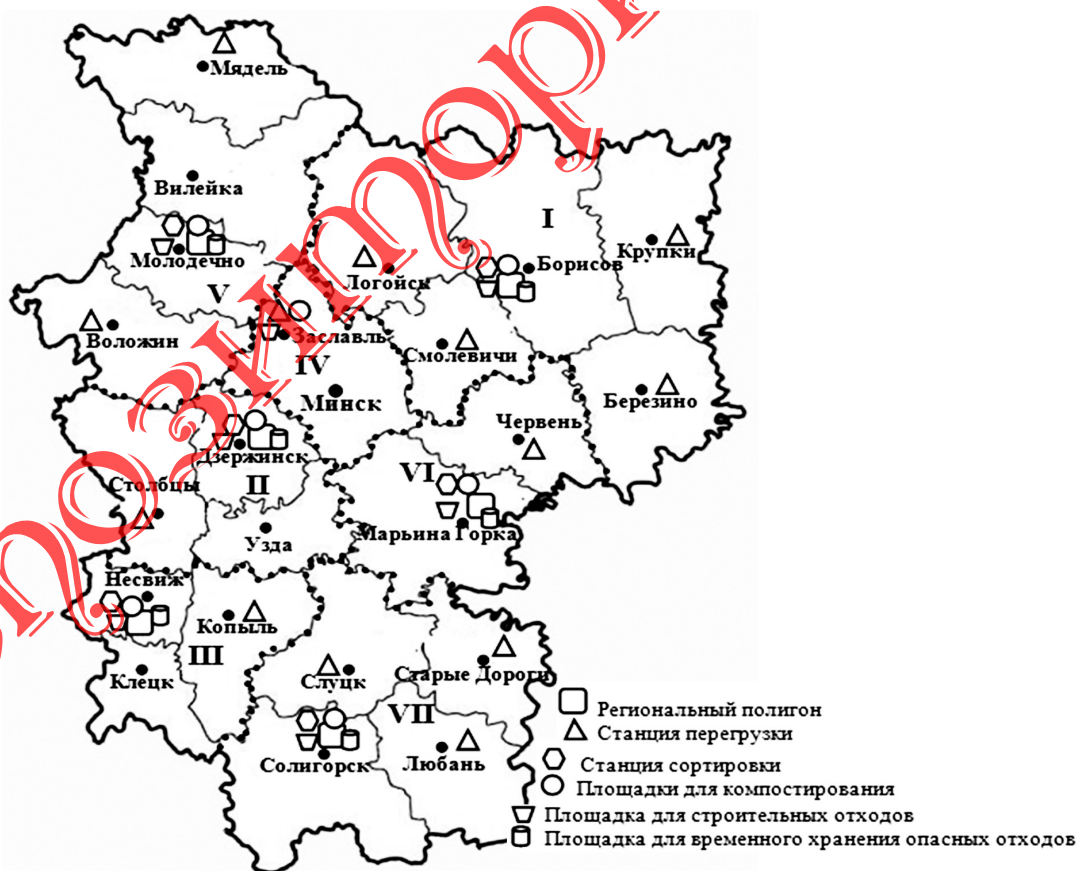 Мядель
Вилейка
I
Крупки
Молодечно
Борисов
Логойск
V
Воложин
Заславль
Смолевичи
IV
Минск
Березино
Червень
Дзержинск
VI
Столбцы
II
Марьина Горка
Узда
Несвиж
Копыль
III
Клецк
Слуцк
Старые Дороги
VII
Солигорск
Любань
Региональный полигон
Станция перегрузки
Станция сортировки
Площадки для компостирования
Площадка для строительных отходов
Площадка для временного хранения опасных отходов